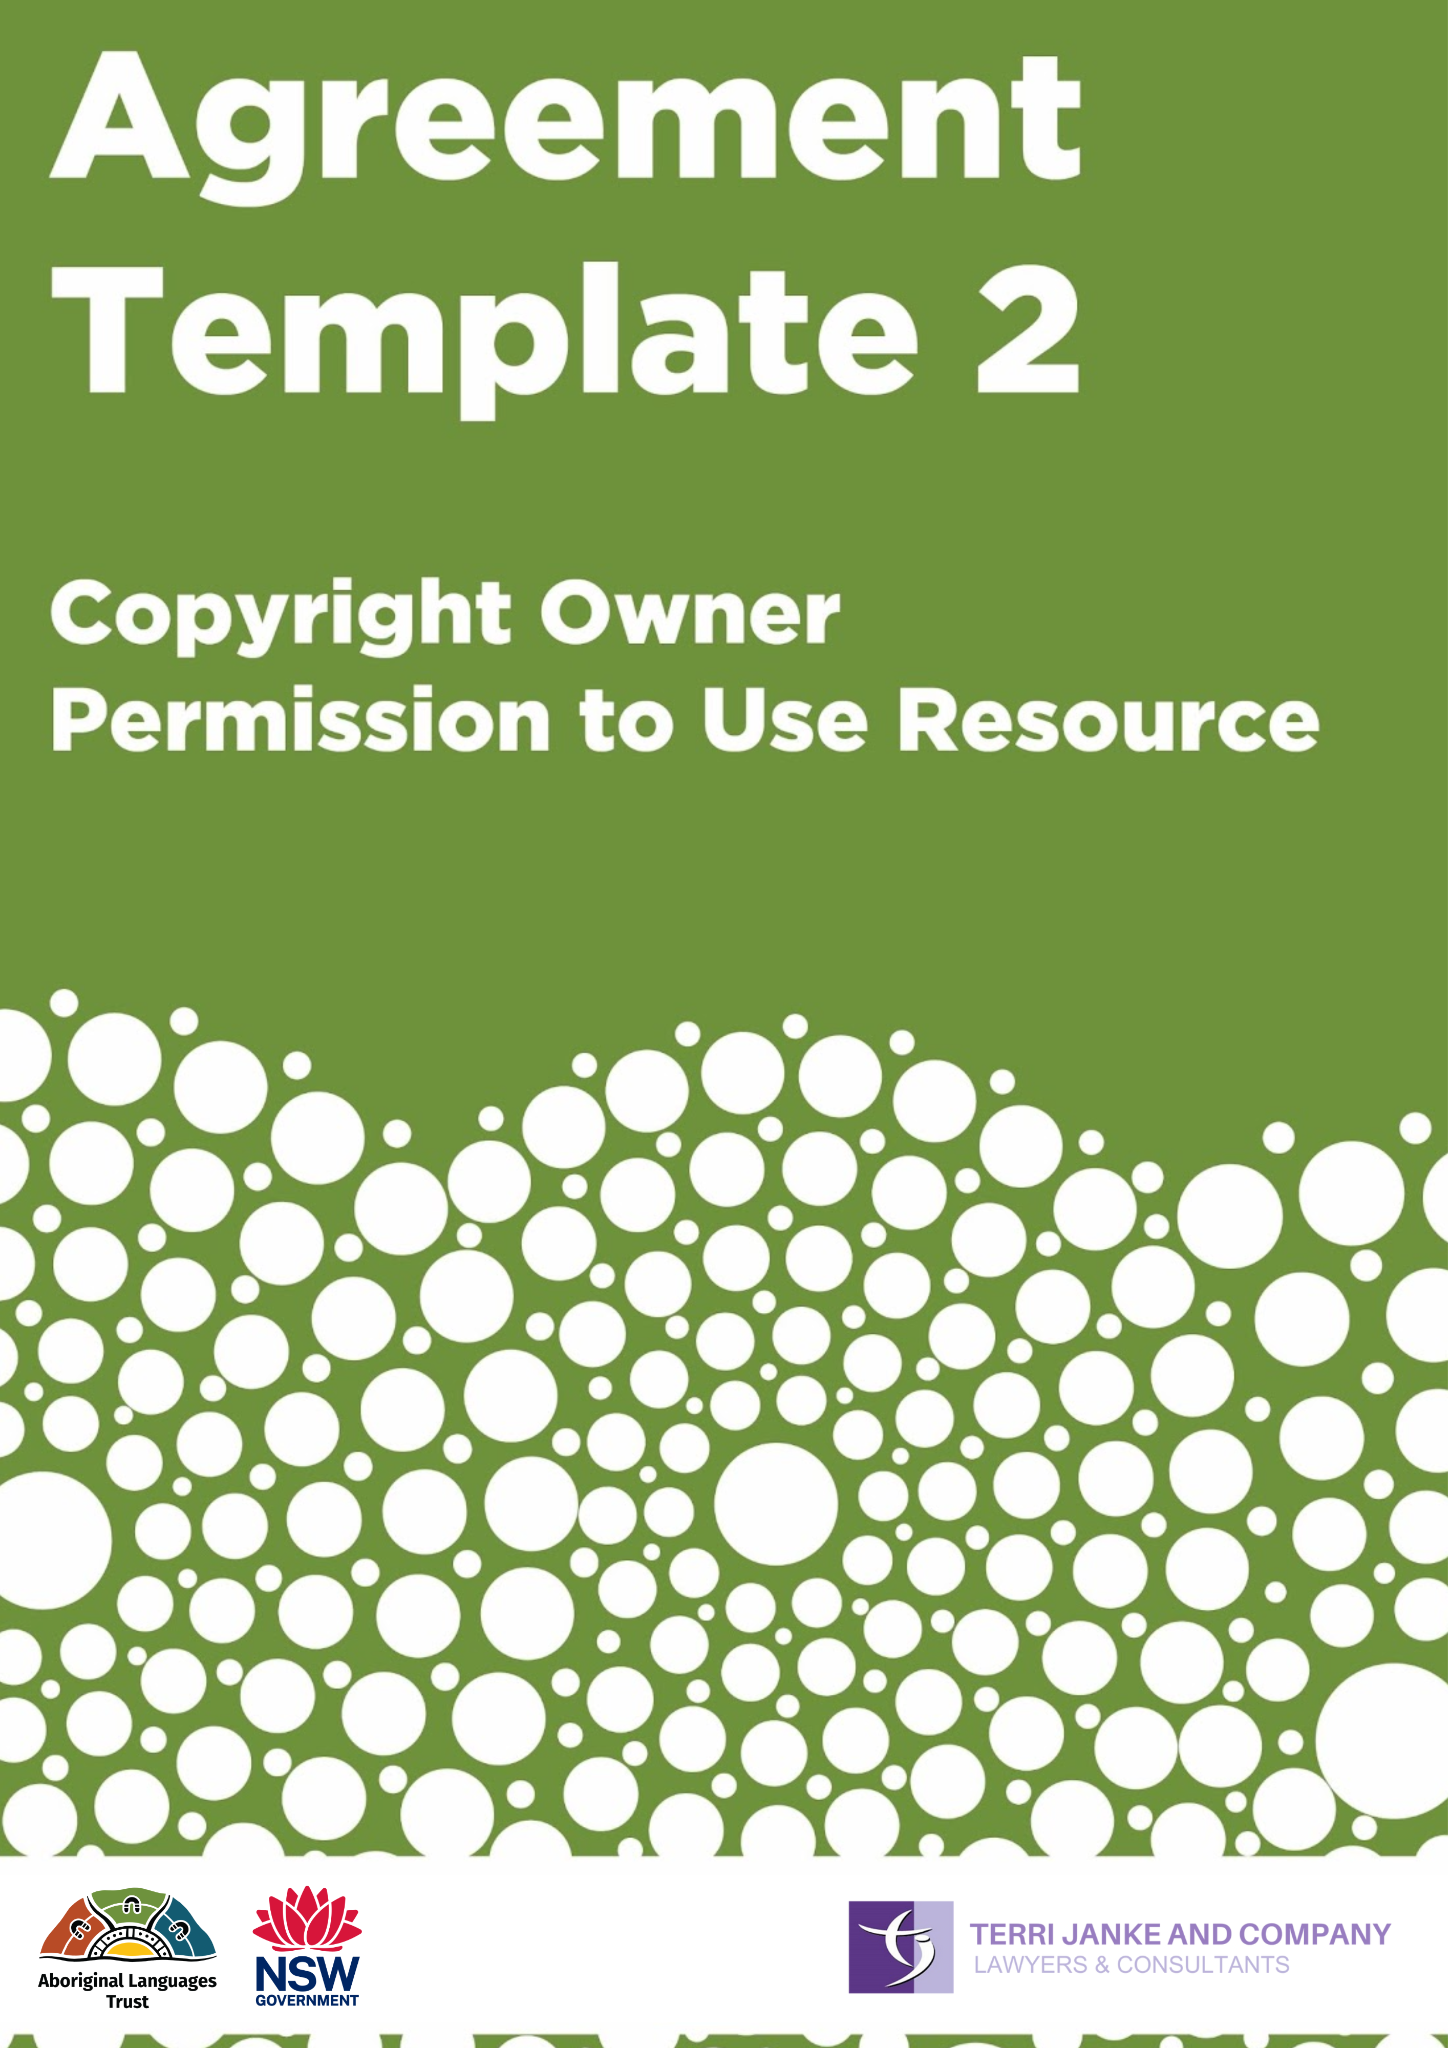 Agreement
Template 2
Copyright Owner
Permission to Use Resource
Aboriginal Languages
Trust
NSW
GOVERNMENT
TERRI JANKE AND COMPANY
LAWYERS & CONSULTANTS